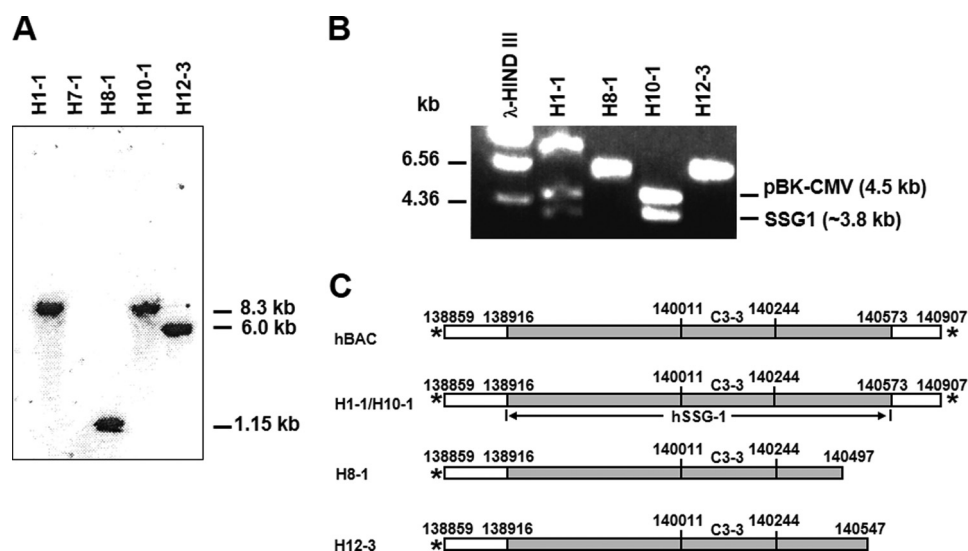 A
H1-1
H7-1
H8-1
H10-1
H12-3
8.3 kb
6.0 kb
1.15 kb
B
kb
λ-HIND III
H1-1
H8-1
H10-1
H12-3
6.56
4.36
pBK-CMV (4.5 kb)
SSG1 (~3.8 kb)
C
138859 138916 140011 C3-3 140244 140573 140907
* *
hBAC
138859 138916 140011 C3-3 140244 140573 140907
* *
H1-1/H10-1
hSSG-1
138859 138916 140011 C3-3 140244 140497
*
H8-1
138859 138916 140011 C3-3 140244 140547
*
H12-3